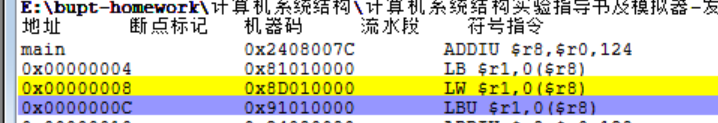 E:\bupt-homework\计算机系统结构\计算机系统结构实验指导书及模拟器-发
地址 断点标记 机器码 流水段 符号指令
main 0x2408007C ADDIU $r8,$r0,124
0x00000004 0x81010000 LB $r1,0($r8)
0x00000008 0x8D010000 LW $r1,0($r8)
0x0000000C 0x91010000 LBU $r1,0($r8)